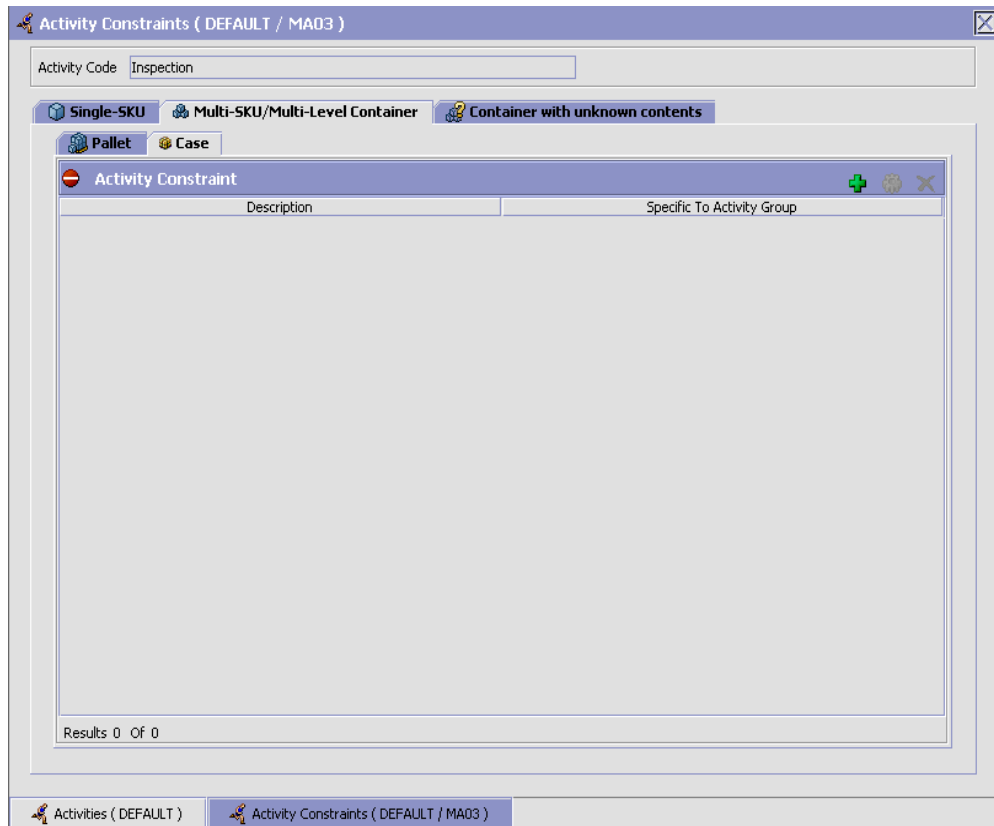 Activity Constraints ( DEFAULT / MA03 )
Activity Code Inspection
Single-SKU Multi-SKU/Multi-Level Container Container with unknown contents
Pallet Case
Activity Constraint
Description Specific To Activity Group
Results 0 Of 0
Activities ( DEFAULT ) Activity Constraints ( DEFAULT / MA03 )